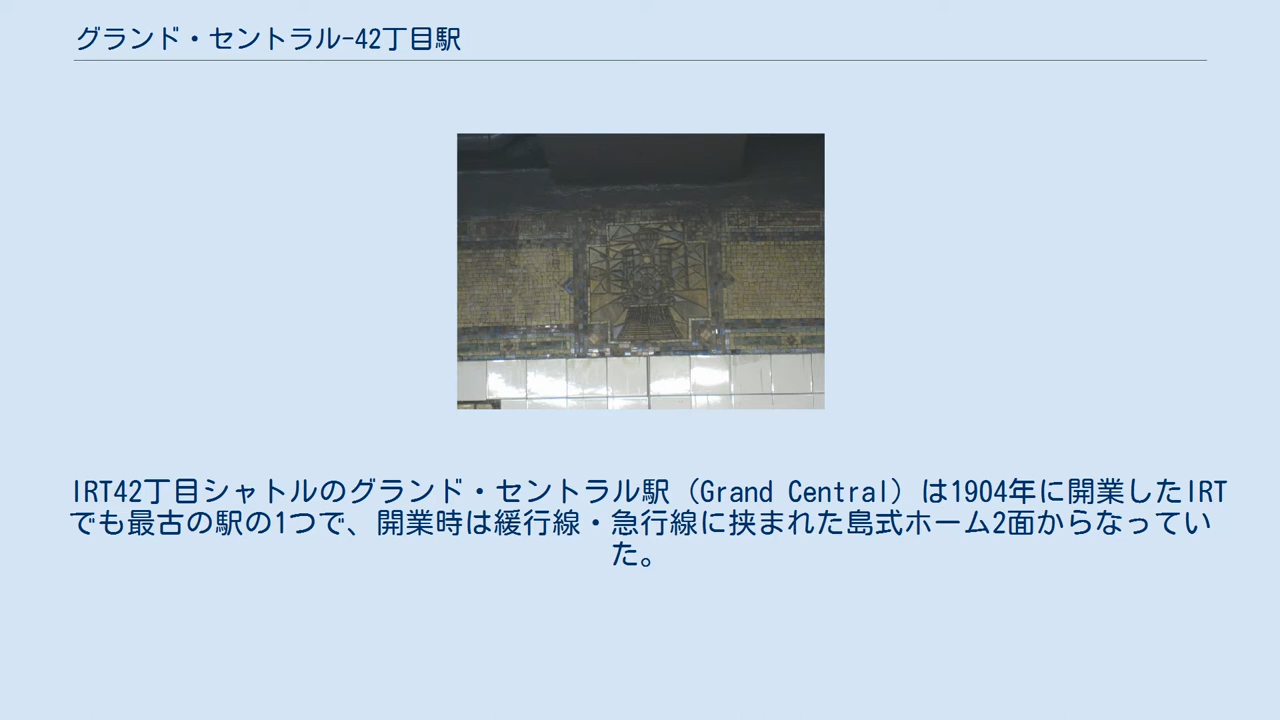 グランド・セントラル-42丁目駅
IRT42丁目シャトルのグランド・セントラル駅（Grand Central）は1904年に開業したIRT
でも最古の駅の1つで、開業時は緩行線・急行線に挟まれた島式ホーム2面からなってい
た。